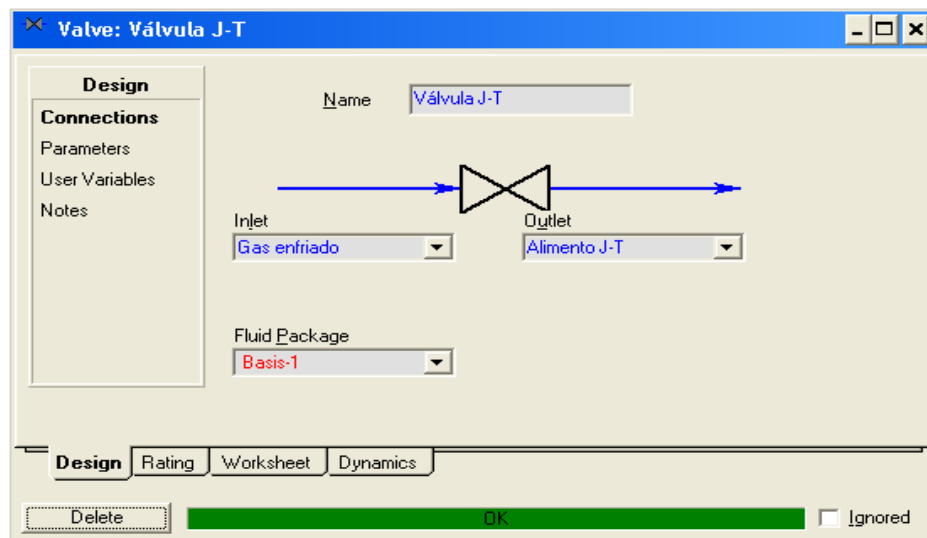 Valve: Válvula J-T
Design
Connections
Parameters
User Variables
Notes
Name
Válvula J-T
Inlet
Outlet
Gas enfriado
Alimento J-T
Fluid Package
Basis-1
Design
Rating
Worksheet
Dynamics
Delete
OK
Ignored